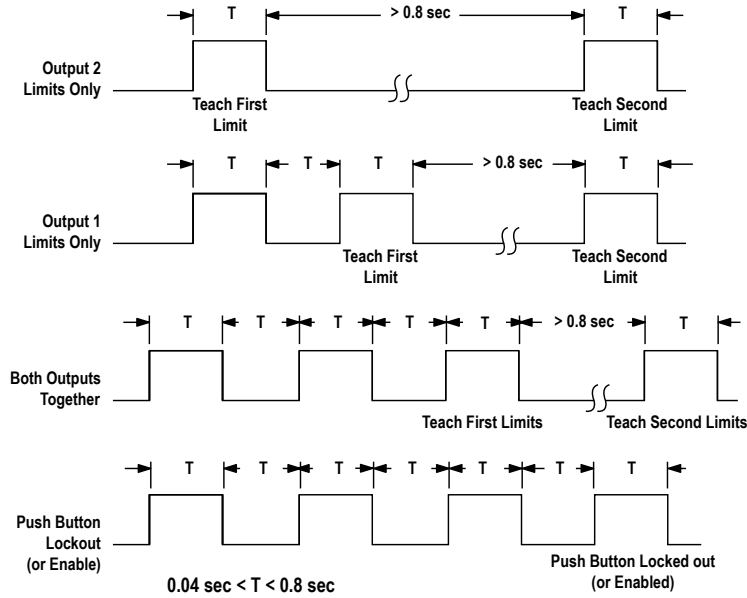 T > 0.8 sec T
Output 2
Limits Only
Teach First
Limit
Teach Second
Limit
T T T > 0.8 sec T
Output 1
Limits Only
Teach First
Limit
Teach Second
Limit
T T T T T > 0.8 sec T
Both Outputs
Together
Teach First Limits
Teach Second Limits
T T T T T T T
Push Button
Lockout
(or Enable)
Push Button Locked out
(or Enabled)
0.04 sec < T < 0.8 sec